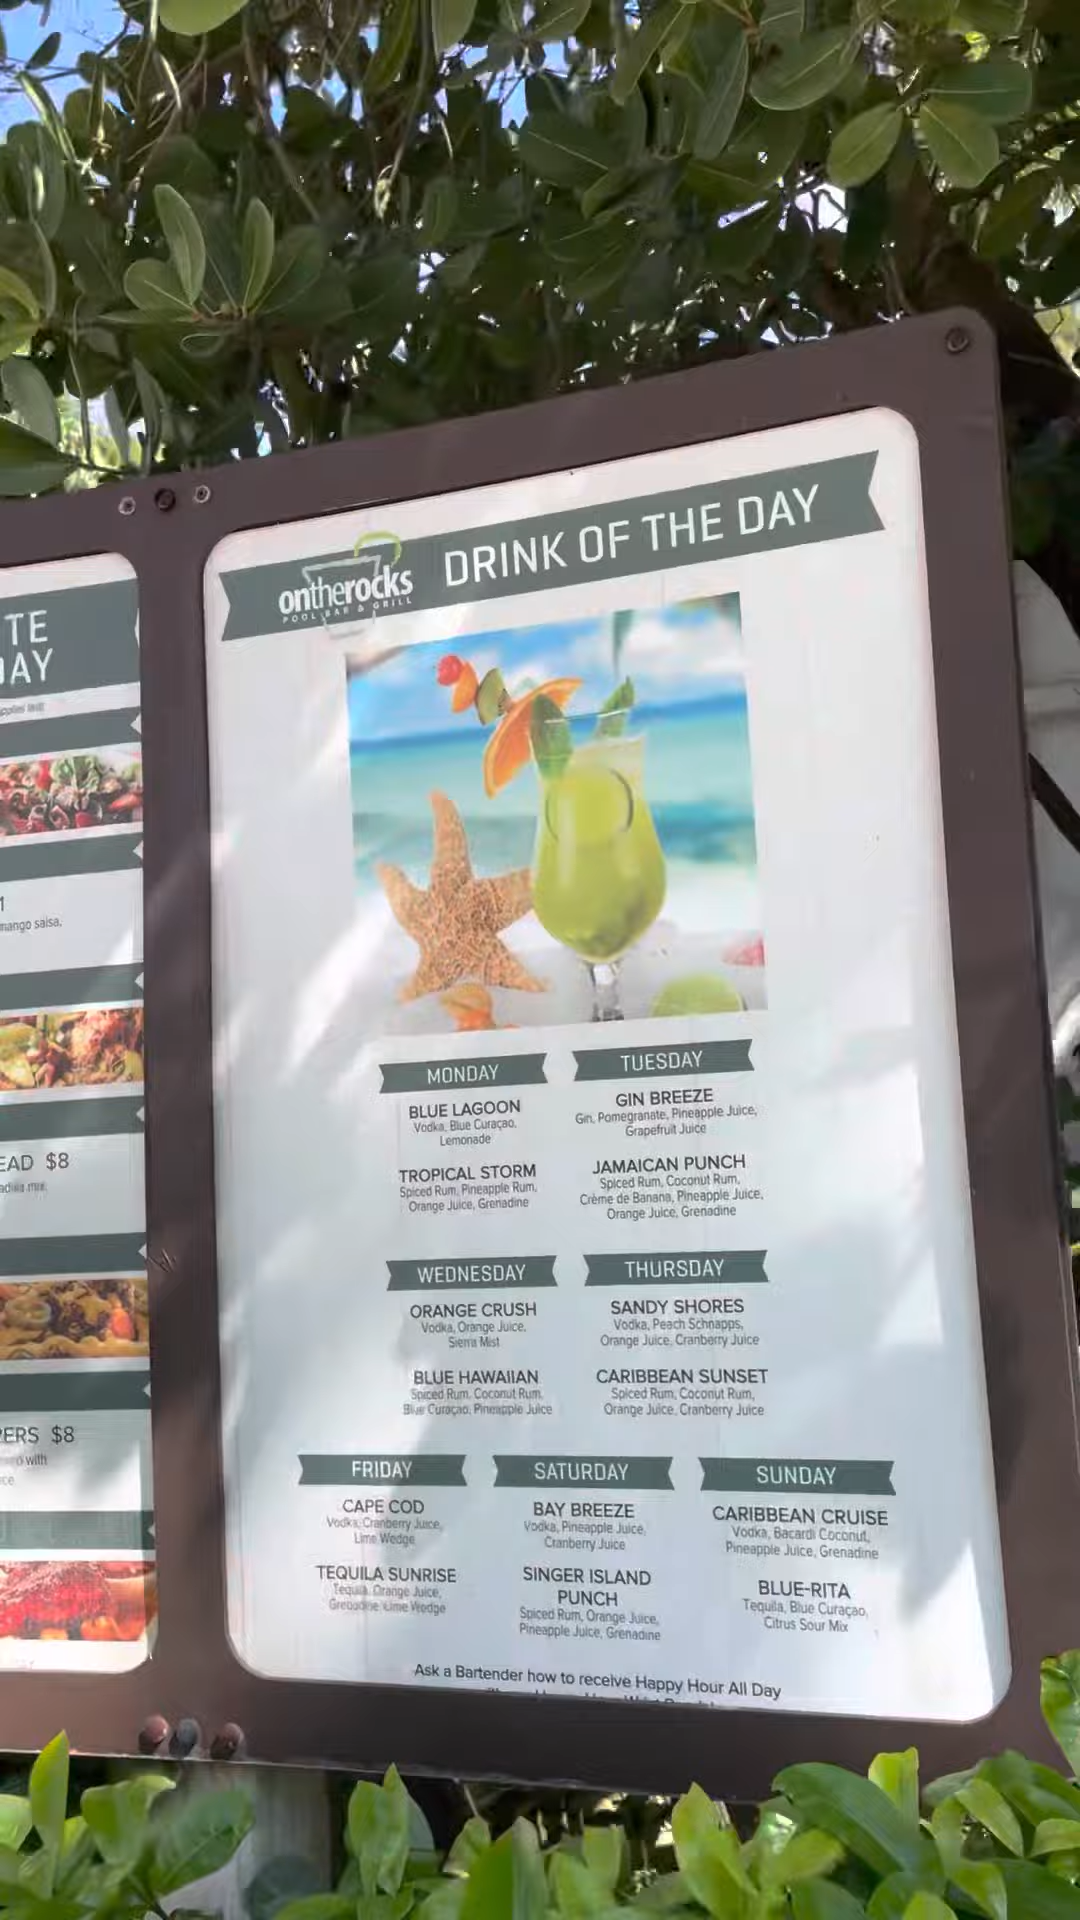 TE
DAY
mango salsa,
EAD $8
ERS $8
with
ontherocks
POOL BAR & GRILL
DRINK OF THE DAY
MONDAY
BLUE LAGOON
Vodka, Blue Curaçao,
Lemonade
TROPICAL STORM
Spiced Rum, Pineapple Rum,
Orange Juice, Grenadine
TUESDAY
GIN BREEZE
Gin, Pomegranate, Pineapple Juice,
Grapefruit Juice
JAMAICAN PUNCH
Spiced Rum, Coconut Rum,
Crème de Banana, Pineapple Juice,
Orange Juice, Grenadine
WEDNESDAY
ORANGE CRUSH
Vodka, Orange Juice,
Sierra Mist
BLUE HAWAIIAN
Spiced Rum, Coconut Rum,
Blue Curaçao, Pineapple Juice
THURSDAY
SANDY SHORES
Vodka, Peach Schnapps,
Orange Juice, Cranberry Juice
CARIBBEAN SUNSET
Spiced Rum, Coconut Rum,
Orange Juice, Cranberry Juice
FRIDAY
CAPE COD
Vodka, Cranberry Juice,
Lime Wedge
TEQUILA SUNRISE
Tequila, Orange Juice,
Grenadine, Lime Wedge
SATURDAY
BAY BREEZE
Vodka, Pineapple Juice,
Cranberry Juice
SINGER ISLAND
PUNCH
Spiced Rum, Orange Juice,
Pineapple Juice, Grenadine
SUNDAY
CARIBBEAN CRUISE
Vodka, Bacardi Coconut,
Pineapple Juice, Grenadine
BLUE-RITA
Tequila, Blue Curaçao,
Citrus Sour Mix
Ask a Bartender how to receive Happy Hour All Day